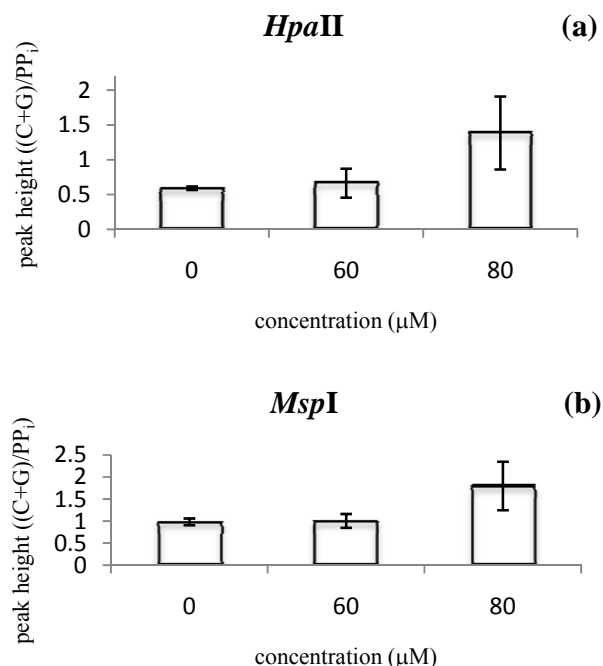 HpaII (a)
peak height ((C+G)/PPi)
2
1.5
1
0.5
0
0 60 80
concentration (µM)
MspI (b)
peak height ((C+G)/PPi)
2.5
2
1.5
1
0.5
0
0 60 80
concentration (µM)